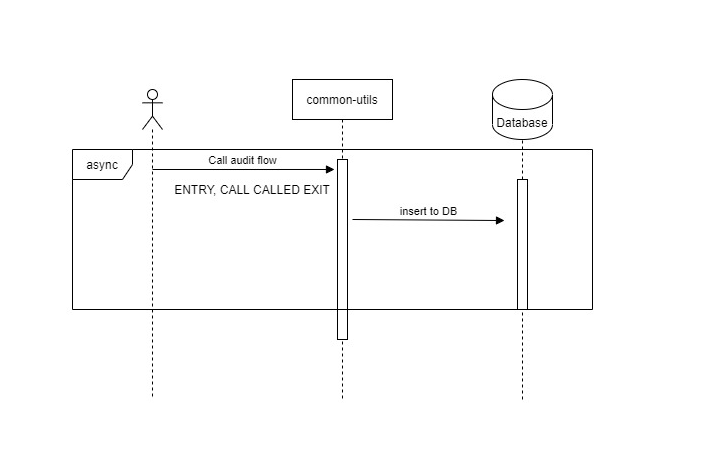 common-utils
Database
async
Call audit flow
ENTRY, CALL CALLED EXIT
insert to DB